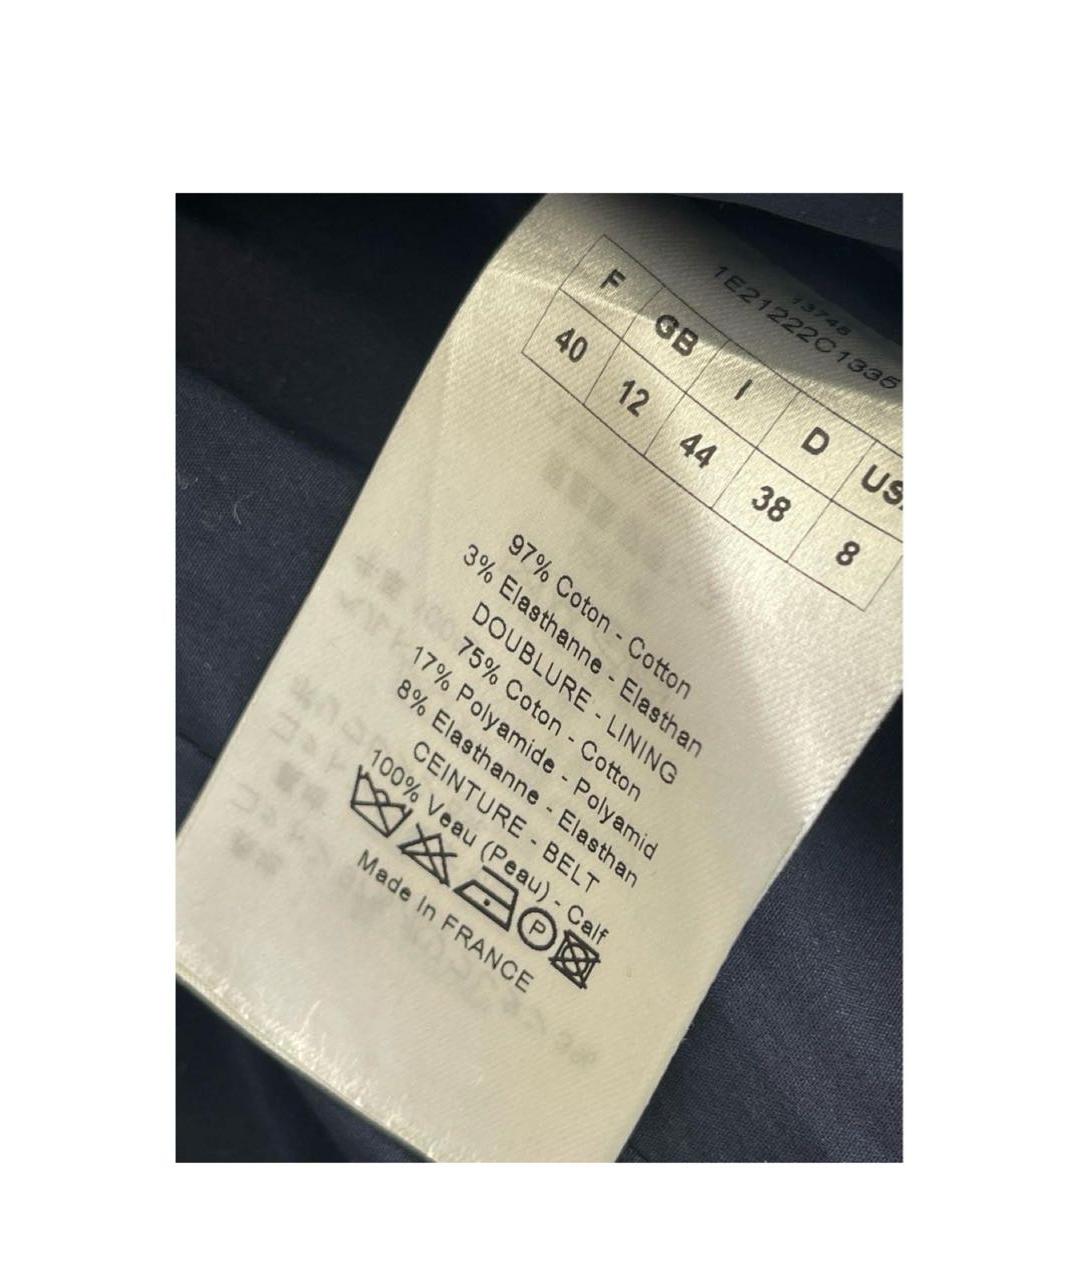 13748
1E21222C1335
F GB I D US
40 12 44 38 8
97% Coton - Cotton
3% Elasthanne - Elasthan
DOUBLURE - LINING
75% Coton - Cotton
17% Polyamide - Polyamid
8% Elasthanne - Elasthan
CEINTURE - BELT
100% Veau (Peau) - Calf
P
Made in FRANCE